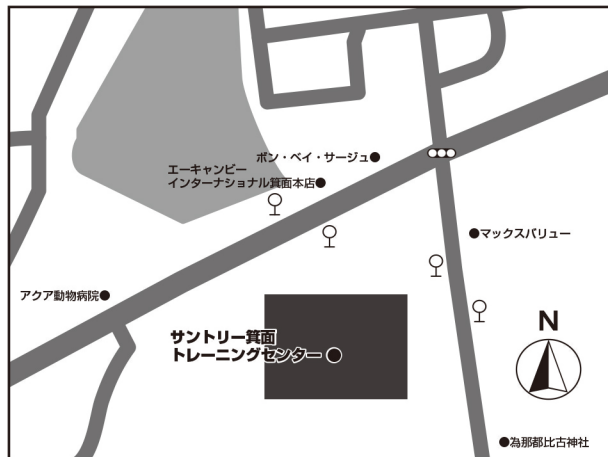 ボン・ベイ・サージュ
エーキャンビー
インターナショナル箕面本店
マックスバリュー
アクア動物病院
サントリー箕面
トレーニングセンター
N
為那都比古神社